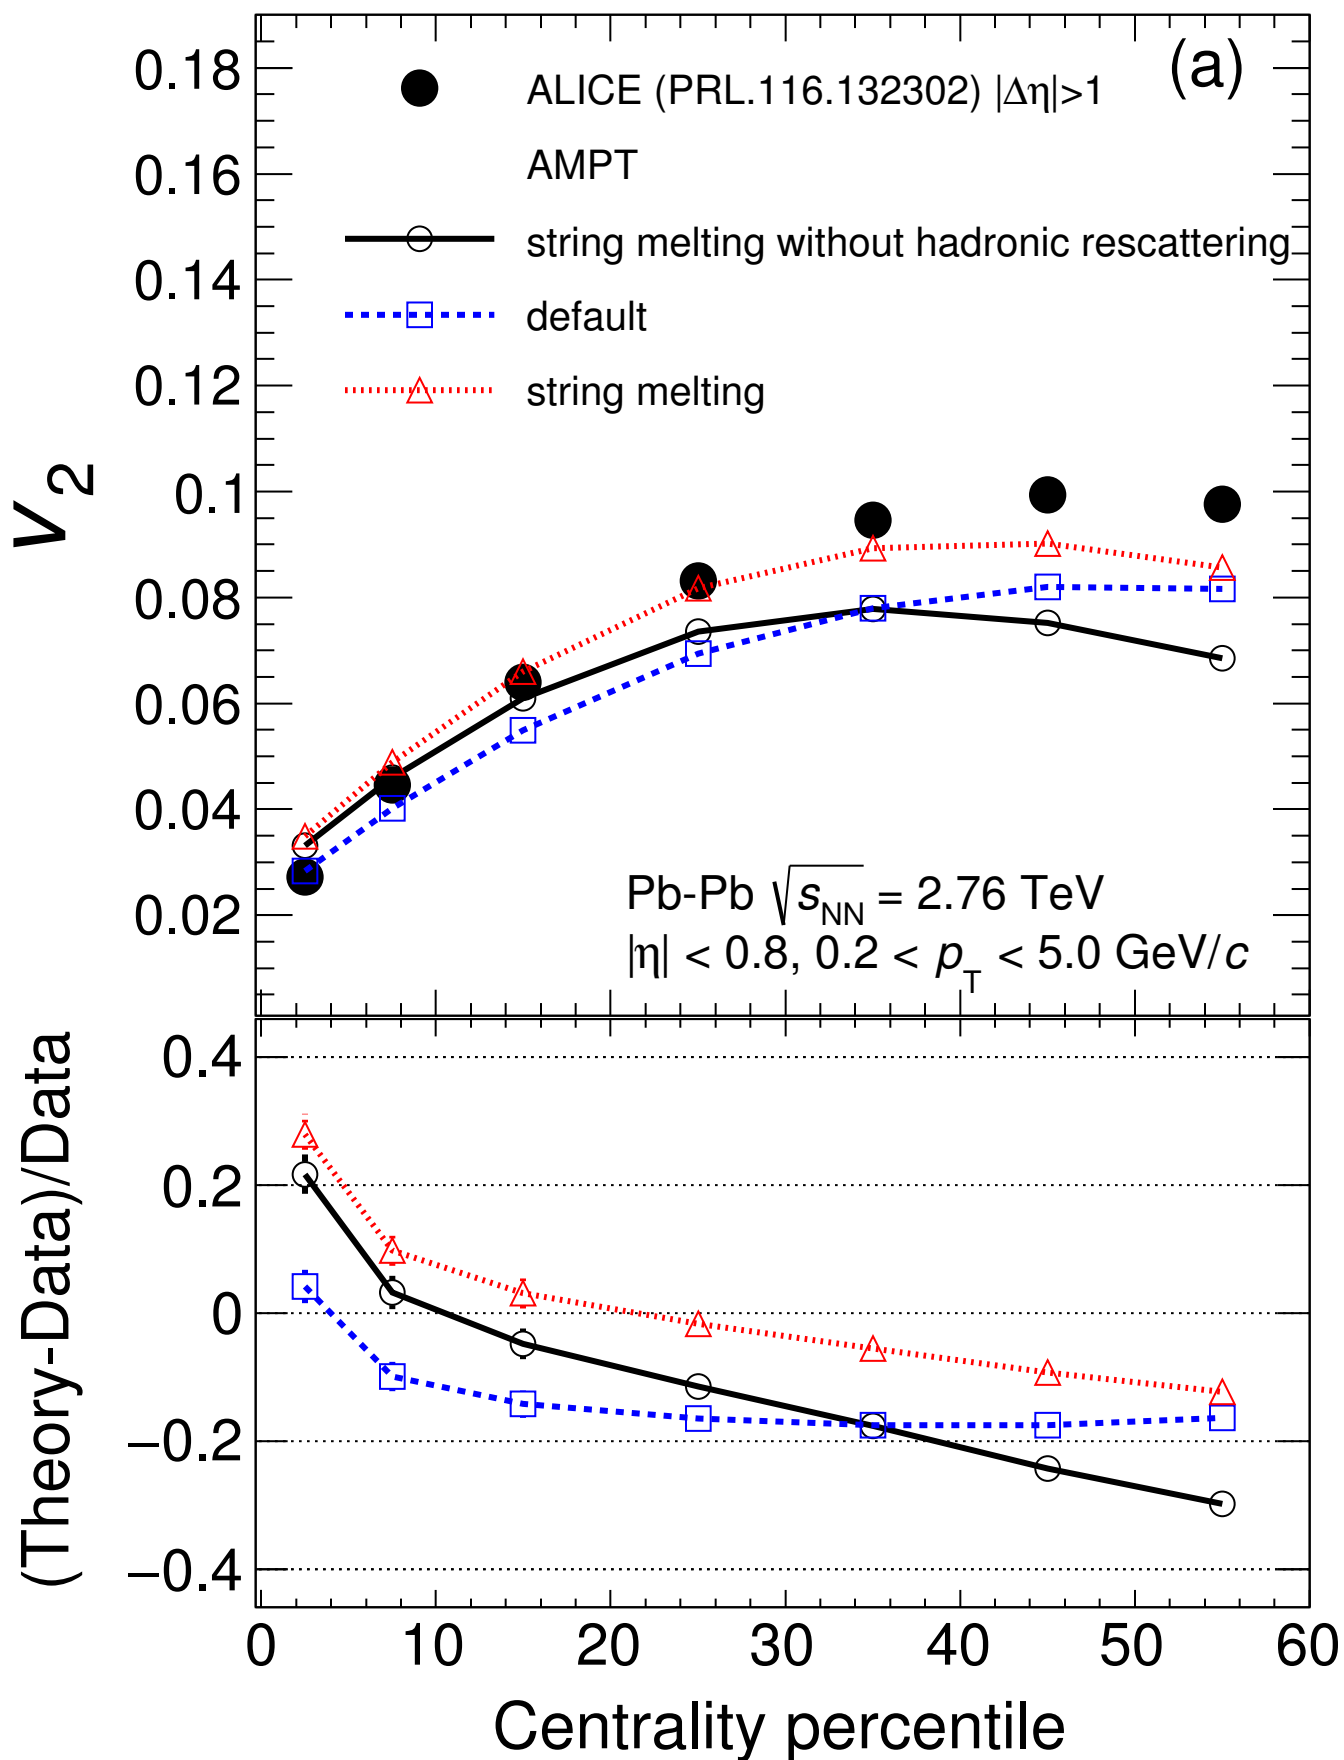 (a)
0.18
0.16
0.14
0.12
0.1
0.08
0.06
0.04
0.02
v2
ALICE (PRL.116.132302) |Δη|>1
AMPT
string melting without hadronic rescattering
default
string melting
Pb-Pb √sNN = 2.76 TeV
|η| < 0.8, 0.2 < pT < 5.0 GeV/c
0.4
0.2
0
−0.2
−0.4
(Theory-Data)/Data
0 10 20 30 40 50 60
Centrality percentile